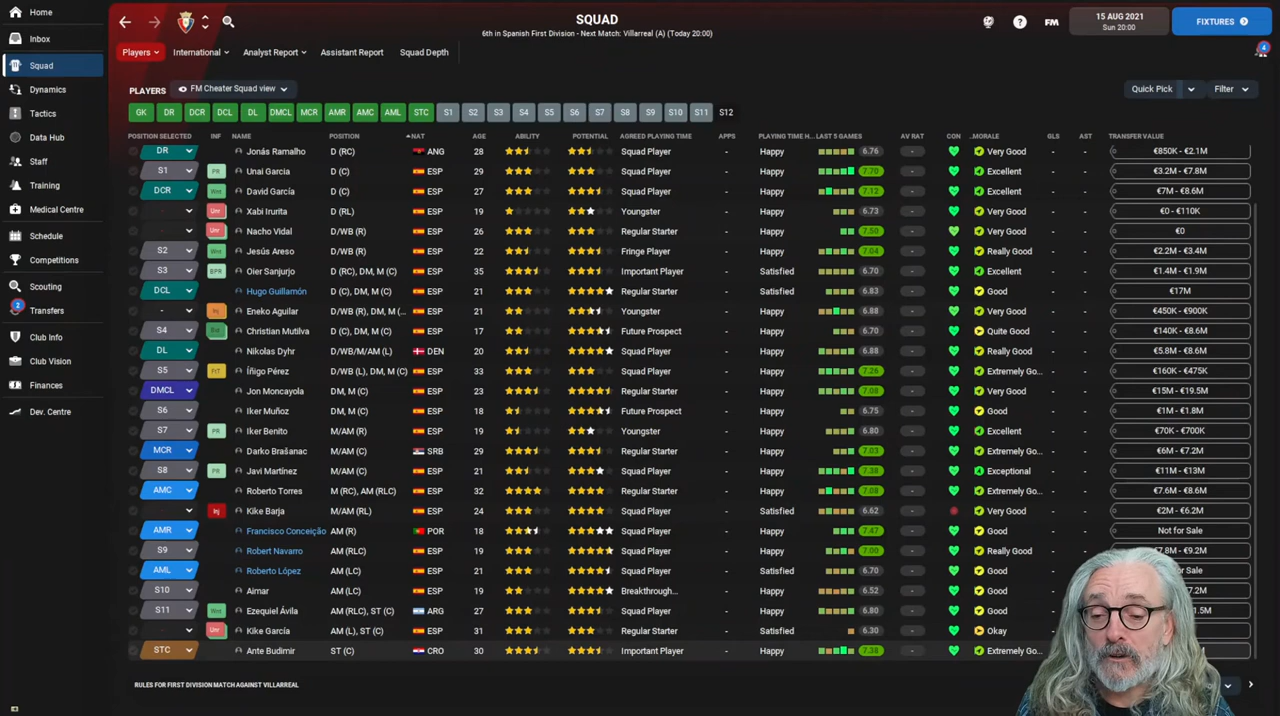 Home
SQUAD
6th in Spanish First Division - Next Match: Villarreal (A) (Today 20:00)
? FM 15 AUG 2021
Sun 20:00
FIXTURES
4
Inbox
Squad
Dynamics
Tactics
Data Hub
Staff
Training
Medical Centre
Schedule
Competitions
Scouting
2
Transfers
Club Info
Club Vision
Finances
Dev. Centre
Players International Analyst Report Assistant Report Squad Depth
PLAYERS FM Cheater Squad view Quick Pick Filter
GK DR DCR DCL DL DMCL MCR AMR AMC AML STC S1 S2 S3 S4 S5 S6 S7 S8 S9 S10 S11 S12
POSITION SELECTED INF NAME POSITION NAT AGE ABILITY POTENTIAL AGREED PLAYING TIME APPS PLAYING TIME H... LAST 5 GAMES AV RAT CON ...MORALE GLS AST TRANSFER VALUE
DR Jonás Ramalho D (RC) ANG 28 Squad Player - Happy 6.76 - Very Good - - €850K - €2.1M
S1 PR Unai García D (C) ESP 29 Squad Player - Happy 7.70 - Excellent - - €3.2M - €7.8M
DCR Wnt David García D (C) ESP 27 Squad Player - Happy 7.12 - Excellent - - €7M - €8.6M
- Unr Xabi Irurita D (RL) ESP 19 Youngster - Happy 6.73 - Very Good - - €0 - €110K
- Unr Nacho Vidal D/WB (R) ESP 26 Regular Starter - Happy 7.50 - Very Good - - €0
S2 Wnt Jesús Areso D/WB (R) ESP 22 Fringe Player - Happy 7.04 - Really Good - - €2.2M - €3.4M
S3 BPR Oier Sanjurjo D (RC), DM, M (C) ESP 35 Important Player - Satisfied 6.70 - Excellent - - €1.4M - €1.9M
DCL Hugo Guillamón D (C), DM, M (C) ESP 21 Regular Starter - Satisfied 6.83 - Very Good - - €17M
- Inj Eneko Aguilar D/WB (R), DM, M (... ESP 21 Youngster - Happy 6.88 - Very Good - - €450K - €900K
S4 Christian Mutilva D (C), DM, M (C) ESP 17 Future Prospect - Happy 6.70 - Quite Good - - €140K - €8.6M
DL Nikolas Dyhr D/WB/M/AM (L) DEN 20 Squad Player - Happy 6.88 - Really Good - - €5.8M - €8.6M
S5 PIT Íñigo Pérez D/WB (L), DM, M (C) ESP 33 Squad Player - Happy 7.26 - Extremely Go... - - €160K - €475K
DMCL Jon Moncayola DM, M (C) ESP 23 Regular Starter - Happy 7.08 - Very Good - - €15M - €19.5M
S6 Iker Muñoz DM, M (C) ESP 18 Future Prospect - Happy 6.75 - Good - - €1M - €1.8M
S7 PR Iker Benito M/AM (R) ESP 19 Youngster - Happy 6.80 - Excellent - - €70K - €700K
MCR Darko Brašanac M/AM (C) SRB 29 Regular Starter - Happy 7.03 - Extremely Go... - - €6M - €7.2M
S8 PR Javi Martínez M/AM (C) ESP 21 Squad Player - Happy 7.38 - Exceptional - - €11M - €13M
AMC Roberto Torres M (RC), AM (RLC) ESP 32 Regular Starter - Happy 7.08 - Extremely Go... - - €7.6M - €8.6M
- Inj Kike Barja M/AM (RL) ESP 24 Squad Player - Satisfied 6.62 - Very Good - - €2M - €6.2M
AMR Francisco Conceição AM (R) POR 18 Squad Player - Happy 7.47 - Good - - Not for Sale
S9 Robert Navarro AM (RLC) ESP 19 Squad Player - Happy 7.00 - Really Good - - €7.8M - €9.2M
AML Roberto López AM (LC) ESP 21 Squad Player - Satisfied 6.70 - Good - - Sale
S10 Aimar AM (LC) ESP 19 Breakthrough... - Happy 6.52 - Good
S11 Wnt Ezequiel Ávila AM (RLC), ST (C) ARG 27 Squad Player - Happy 6.80 - Good
- Unr Kike García AM (L), ST (C) ESP 31 Regular Starter - Satisfied 6.30 - Okay
STC Ante Budimir ST (C) CRO 30 Important Player - Happy 7.38 - Extremely Go...
RULES FOR FIRST DIVISION MATCH AGAINST VILLARREAL